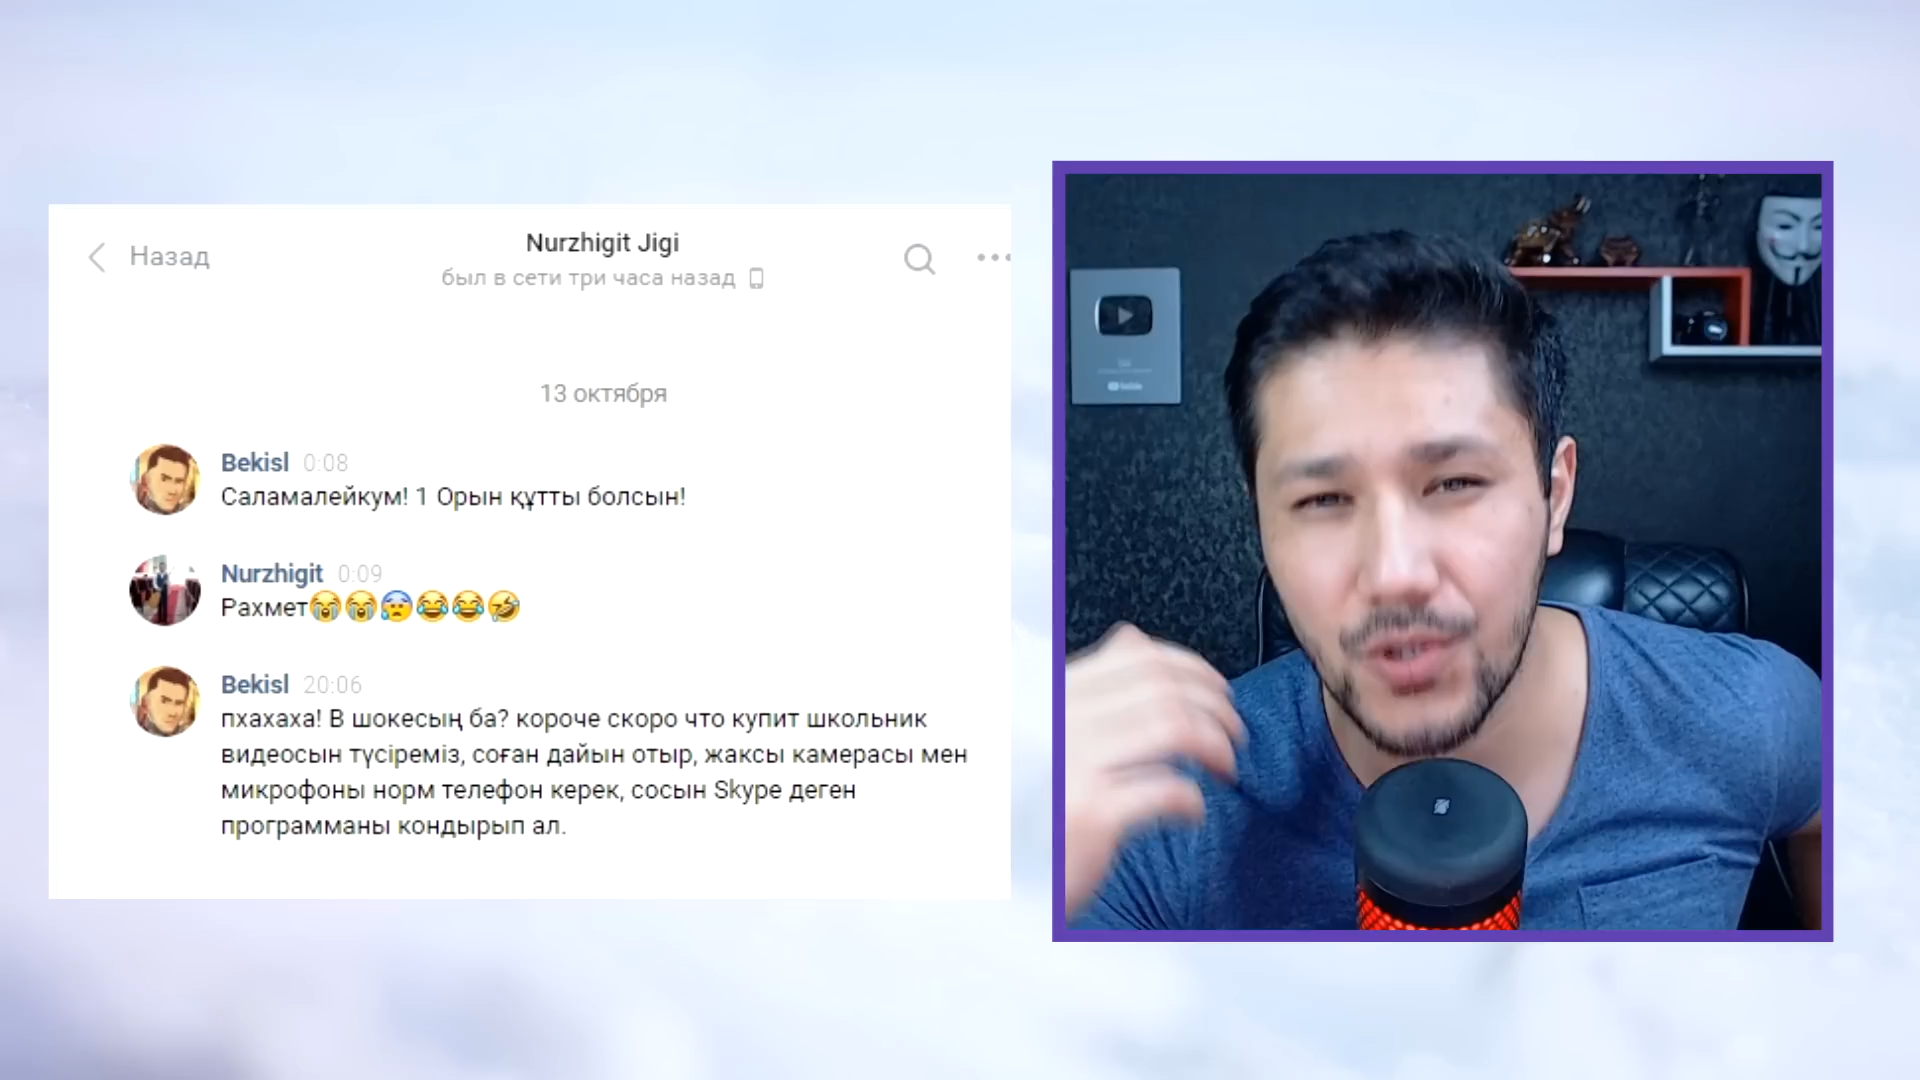 Назад
Nurzhigit Jigi
был в сети три часа назад
13 октября
Bekisl 0:08
Саламалейкум! 1 Орын құтты болсын!
Nurzhigit 0:09
Рахмет😭😭😰😂😂🤣
Bekisl 20:06
пхахаха! В шокесың ба? короче скоро что купит школьник
видеосын түсіреміз, соған дайын отыр, жаксы камерасы мен
микрофоны норм телефон керек, сосын Skype деген
программаны кондырып ал.